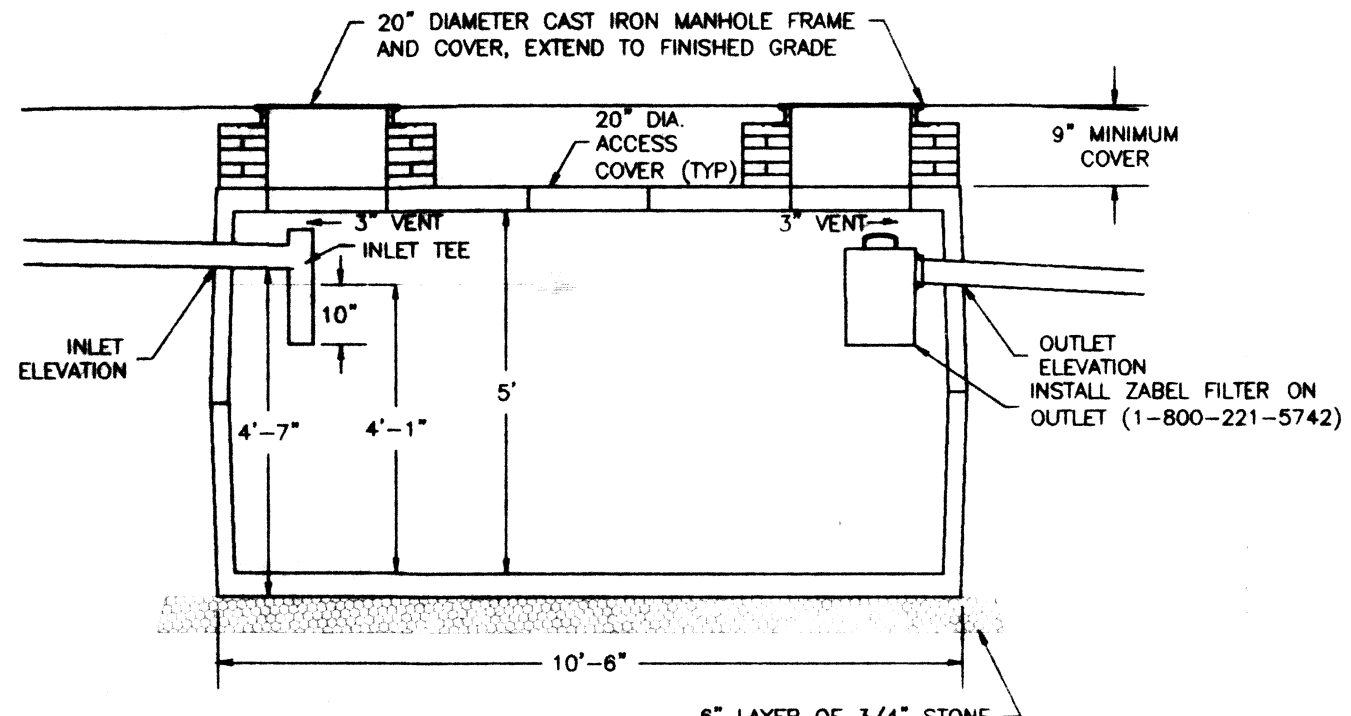 20" DIAMETER CAST IRON MANHOLE FRAME
AND COVER, EXTEND TO FINISHED GRADE
20" DIA.
ACCESS
COVER (TYP)
9" MINIMUM
COVER
3" VENT
INLET TEE
3" VENT
10"
INLET
ELEVATION
OUTLET
ELEVATION
INSTALL ZABEL FILTER ON
OUTLET (1-800-221-5742)
5'
4'-7"
4'-1"
10'-6"
6" LAYER OF 3/4" STONE